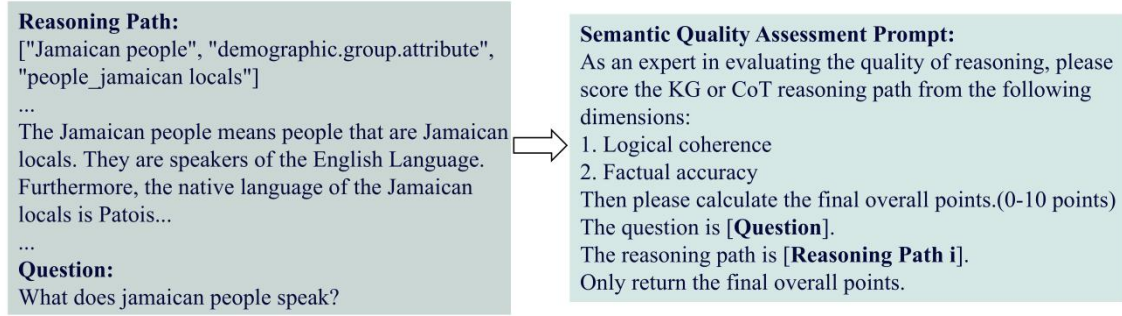 Reasoning Path:
["Jamaican people", "demographic.group.attribute",
"people_jamaican locals"]
...
The Jamaican people means people that are Jamaican
locals. They are speakers of the English Language.
Furthermore, the native language of the Jamaican
locals is Patois...
...
Question:
What does jamaican people speak?
Semantic Quality Assessment Prompt:
As an expert in evaluating the quality of reasoning, please
score the KG or CoT reasoning path from the following
dimensions:
1. Logical coherence
2. Factual accuracy
Then please calculate the final overall points.(0-10 points)
The question is [Question].
The reasoning path is [Reasoning Path i].
Only return the final overall points.